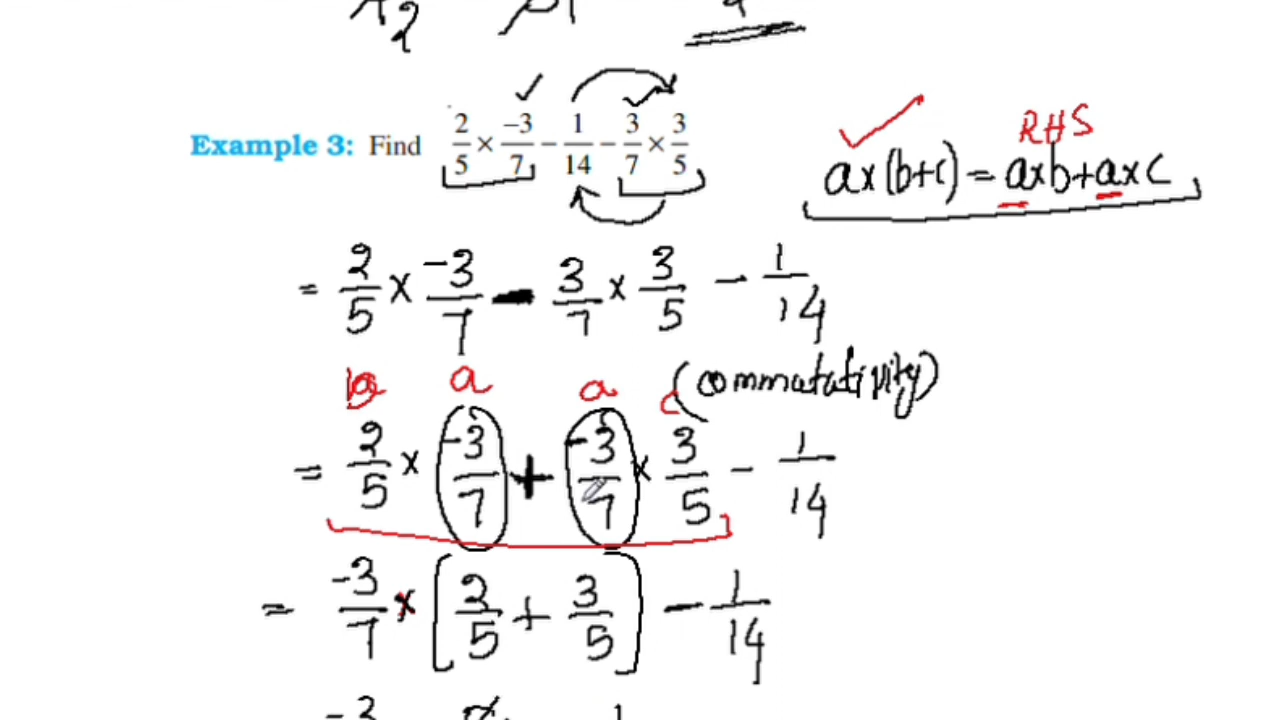 Example 3: Find 2/5 × -3/7 - 1/14 - 3/7 × 3/5
RHS
a×(b+c) = a×b+a×c
= 2/5 × -3/7 - 3/7 × 3/5 - 1/14
(commutativity)
b a a c
= 2/5 × -3/7 + -3/7 × 3/5 - 1/14
= -3/7 × [2/5 + 3/5] - 1/14